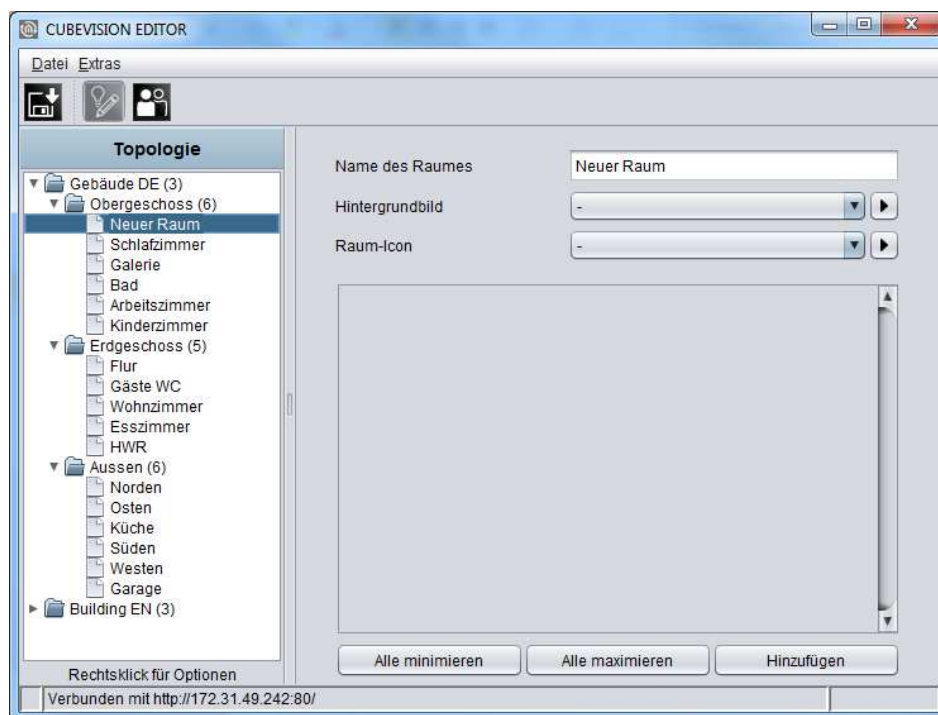 CUBEVISION EDITOR
Datei Extras
Topologie
Gebäude DE (3)
Obergeschoss (6)
Neuer Raum
Schlafzimmer
Galerie
Bad
Arbeitszimmer
Kinderzimmer
Erdgeschoss (5)
Flur
Gäste WC
Wohnzimmer
Esszimmer
HWR
Aussen (6)
Norden
Osten
Küche
Süden
Westen
Garage
Building EN (3)
Rechtsklick für Optionen
Name des Raumes
Neuer Raum
Hintergrundbild
-
Raum-Icon
-
Alle minimieren
Alle maximieren
Hinzufügen
Verbunden mit http://172.31.49.242:80/